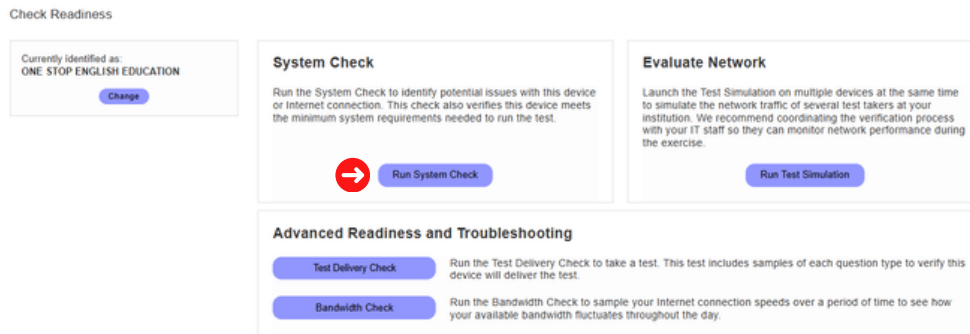 Check Readiness
Currently identified as:
ONE STOP ENGLISH EDUCATION
Change
System Check
Run the System Check to identify potential issues with this device
or Internet connection. This check also verifies this device meets
the minimum system requirements needed to run the test.
Run System Check
Evaluate Network
Launch the Test Simulation on multiple devices at the same time
to simulate the network traffic of several test takers at your
institution. We recommend coordinating the verification process
with your IT staff so they can monitor network performance during
the exercise.
Run Test Simulation
Advanced Readiness and Troubleshooting
Test Delivery Check
Run the Test Delivery Check to take a test. This test includes samples of each question type to verify this
device will deliver the test.
Bandwidth Check
Run the Bandwidth Check to sample your Internet connection speeds over a period of time to see how
your available bandwidth fluctuates throughout the day.